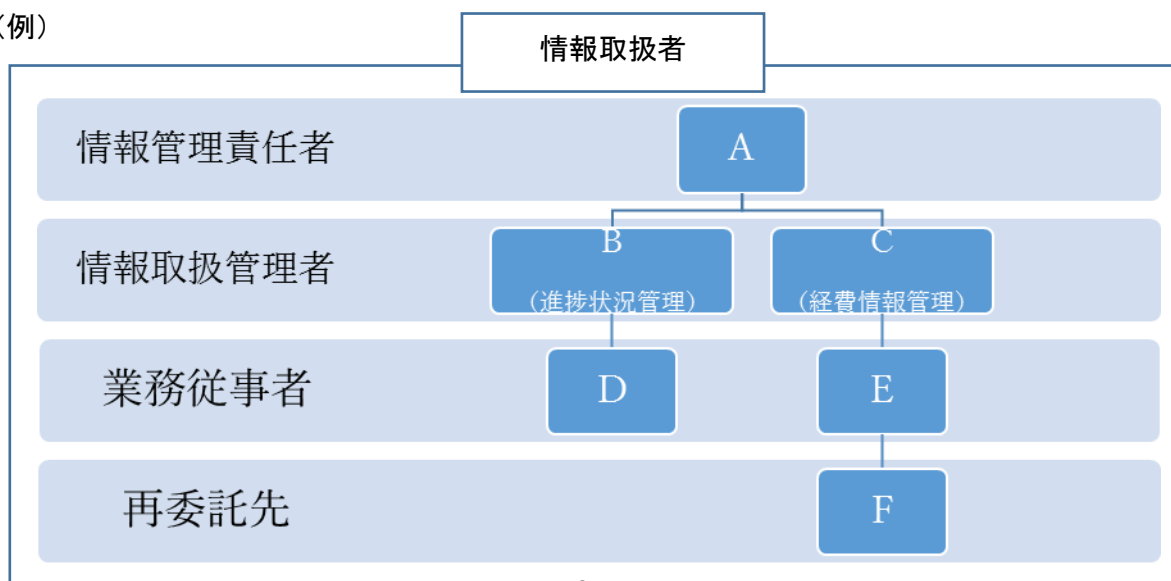 （例）
情報取扱者
情報管理責任者
A
情報取扱管理者
B
（進捗状況管理）
C
（経費情報管理）
業務従事者
D
E
再委託先
F